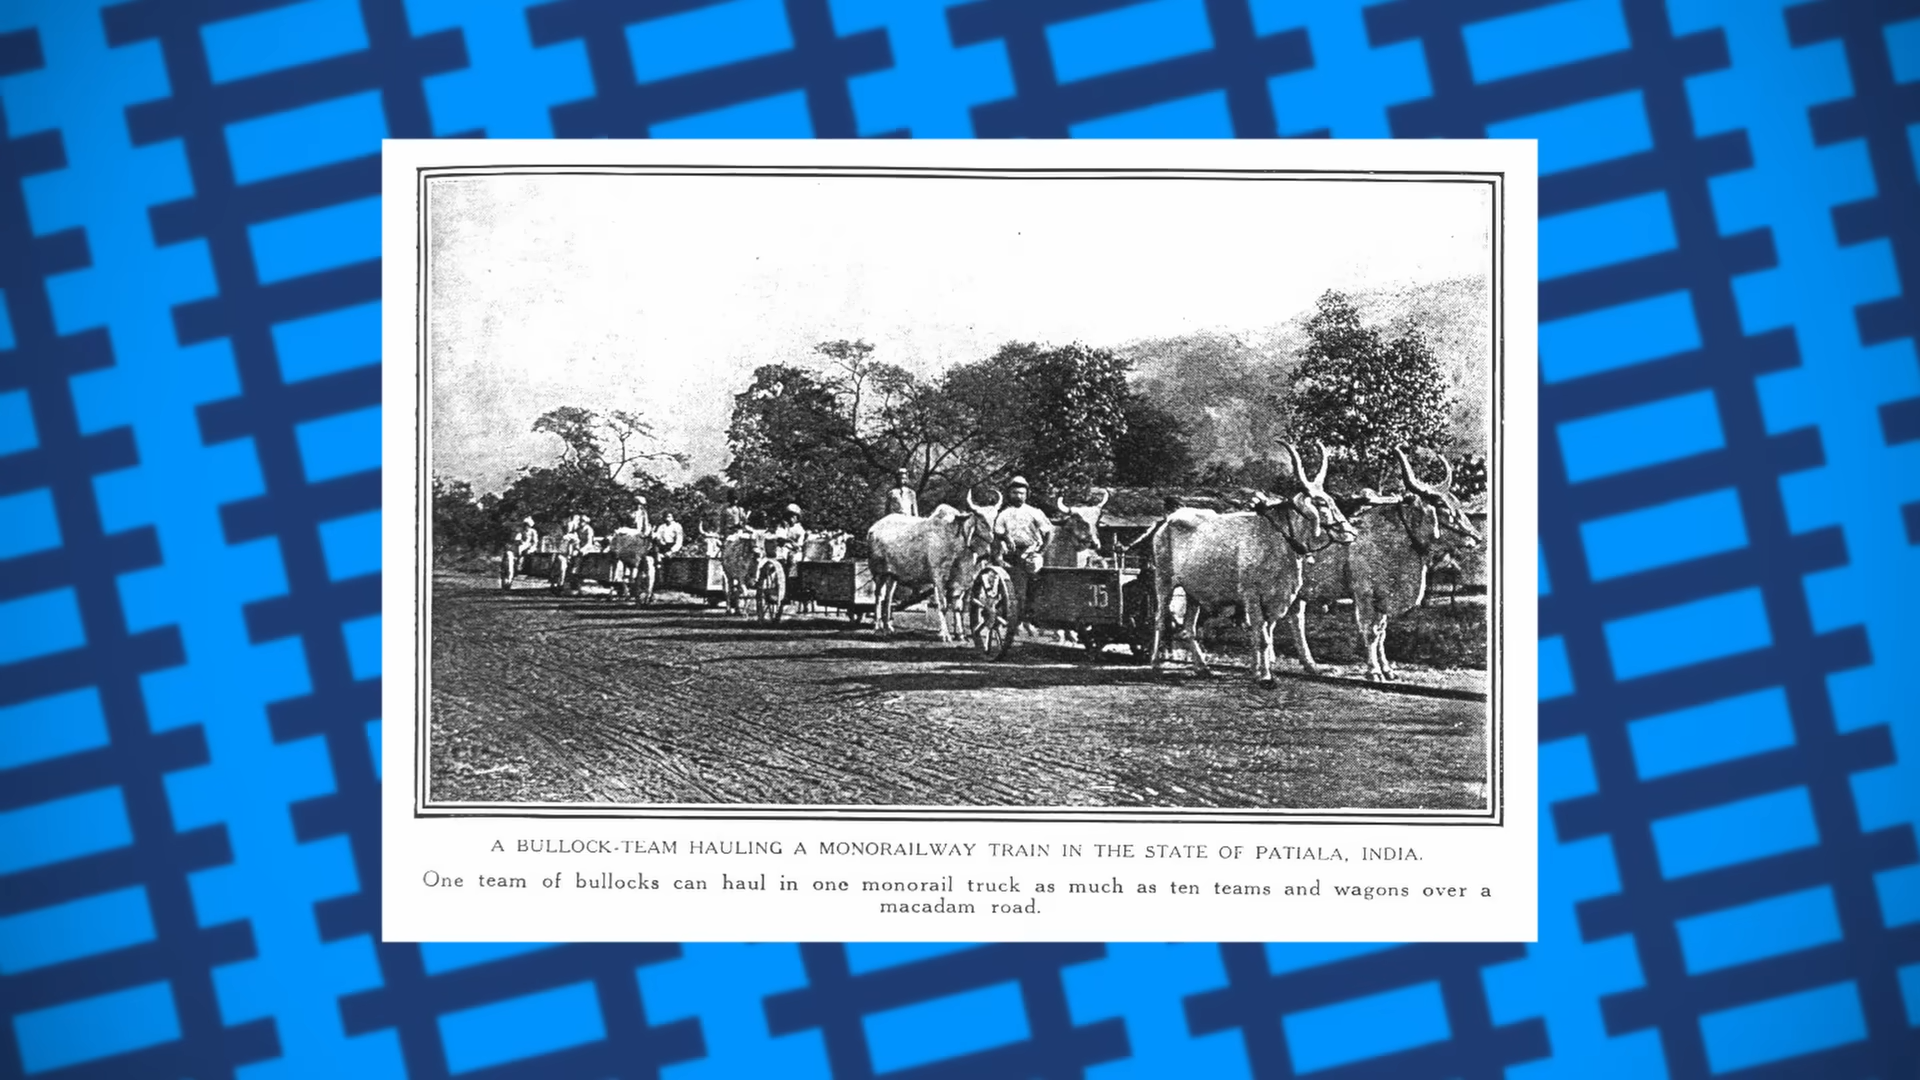 35
A BULLOCK-TEAM HAULING A MONORAILWAY TRAIN IN THE STATE OF PATIALA, INDIA.
One team of bullocks can haul in one monorail truck as much as ten teams and wagons over a
macadam road.